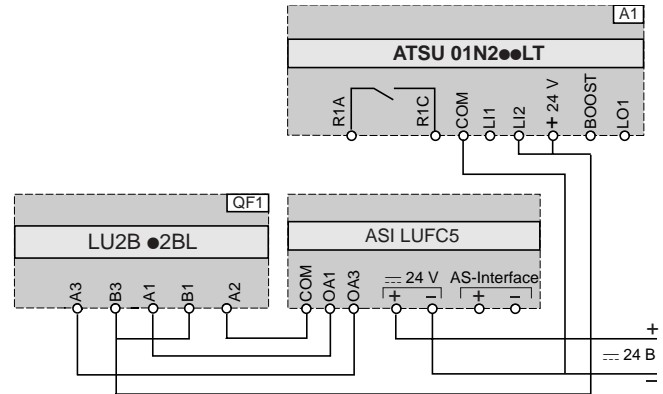 A1
ATSU 01N2●●LT
R1A
R1C
COM
LI1
LI2
+ 24 V
BOOST
LO1
QF1
LU2B ●2BL
A3
B3
A1
B1
A2
ASI LUFC5
COM
OA1
OA3
24 V
+ –
AS-Interface
+ –
+
24 B
–